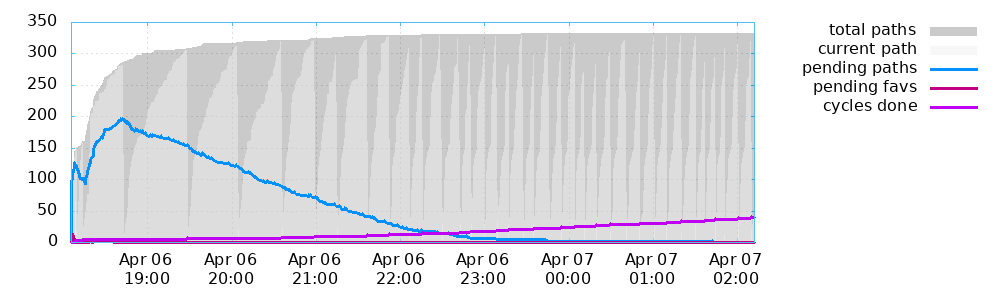 350
300
250
200
150
100
50
0
Apr 06 19:00
Apr 06 20:00
Apr 06 21:00
Apr 06 22:00
Apr 06 23:00
Apr 07 00:00
Apr 07 01:00
Apr 07 02:00
total paths
current path
pending paths
pending favs
cycles done